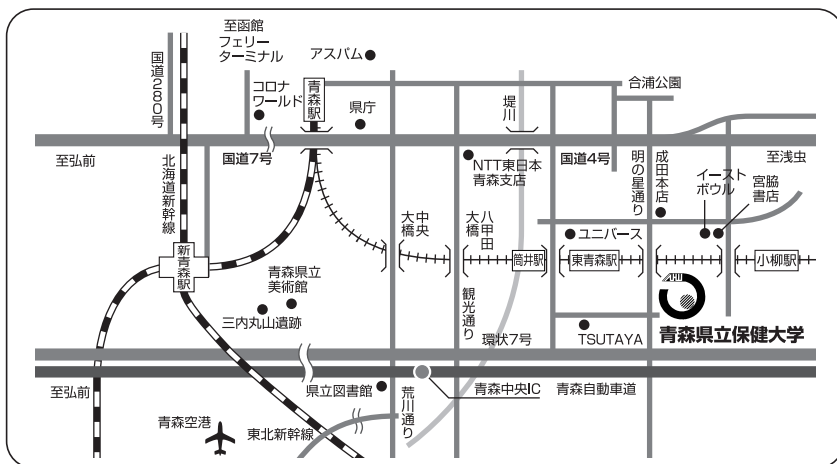 至函館
フェリー
ターミナル
アスパム
国道280号
コロナ
ワールド
青森駅
県庁
堤川
合浦公園
至弘前
国道7号
国道4号
至浅虫
北海道新幹線
NTT東日本
青森支店
明の星通り
成田本店
イースト
ボウル
宮脇
書店
中央
大橋
八甲田
大橋
ユニバース
新青森駅
筒井駅
東青森駅
小柳駅
青森県立
美術館
三内丸山遺跡
観光通り
環状7号
TSUTAYA
AUHW
青森県立保健大学
至弘前
県立図書館
荒川通り
青森中央IC
青森自動車道
青森空港
東北新幹線